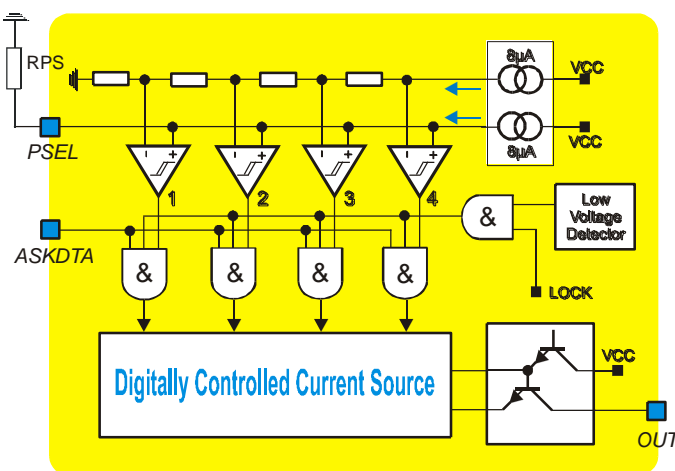 8µA
VCC
RPS
VCC
8µA
PSEL
- + - + - + - +
1 2 3 4
Low
Voltage
Detector
&
ASKDTA
& & & &
LOCK
VCC
Digitally Controlled Current Source
OUT